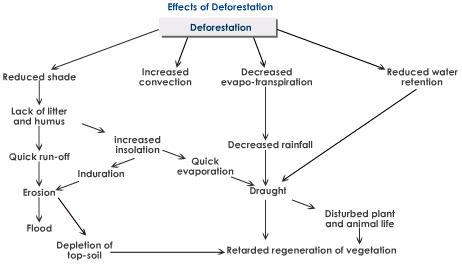 Effects of Deforestation
Deforestation
Reduced shade
Increased
convection
Decreased
evapo-transpiration
Reduced water
retention
Lack of litter
and humus
Increased
insolation
Decreased rainfall
Quick run-off
Quick
evaporation
Induration
Erosion
Draught
Disturbed plant
and animal life
Flood
Depletion of
top-soil
Retarded regeneration of vegetation